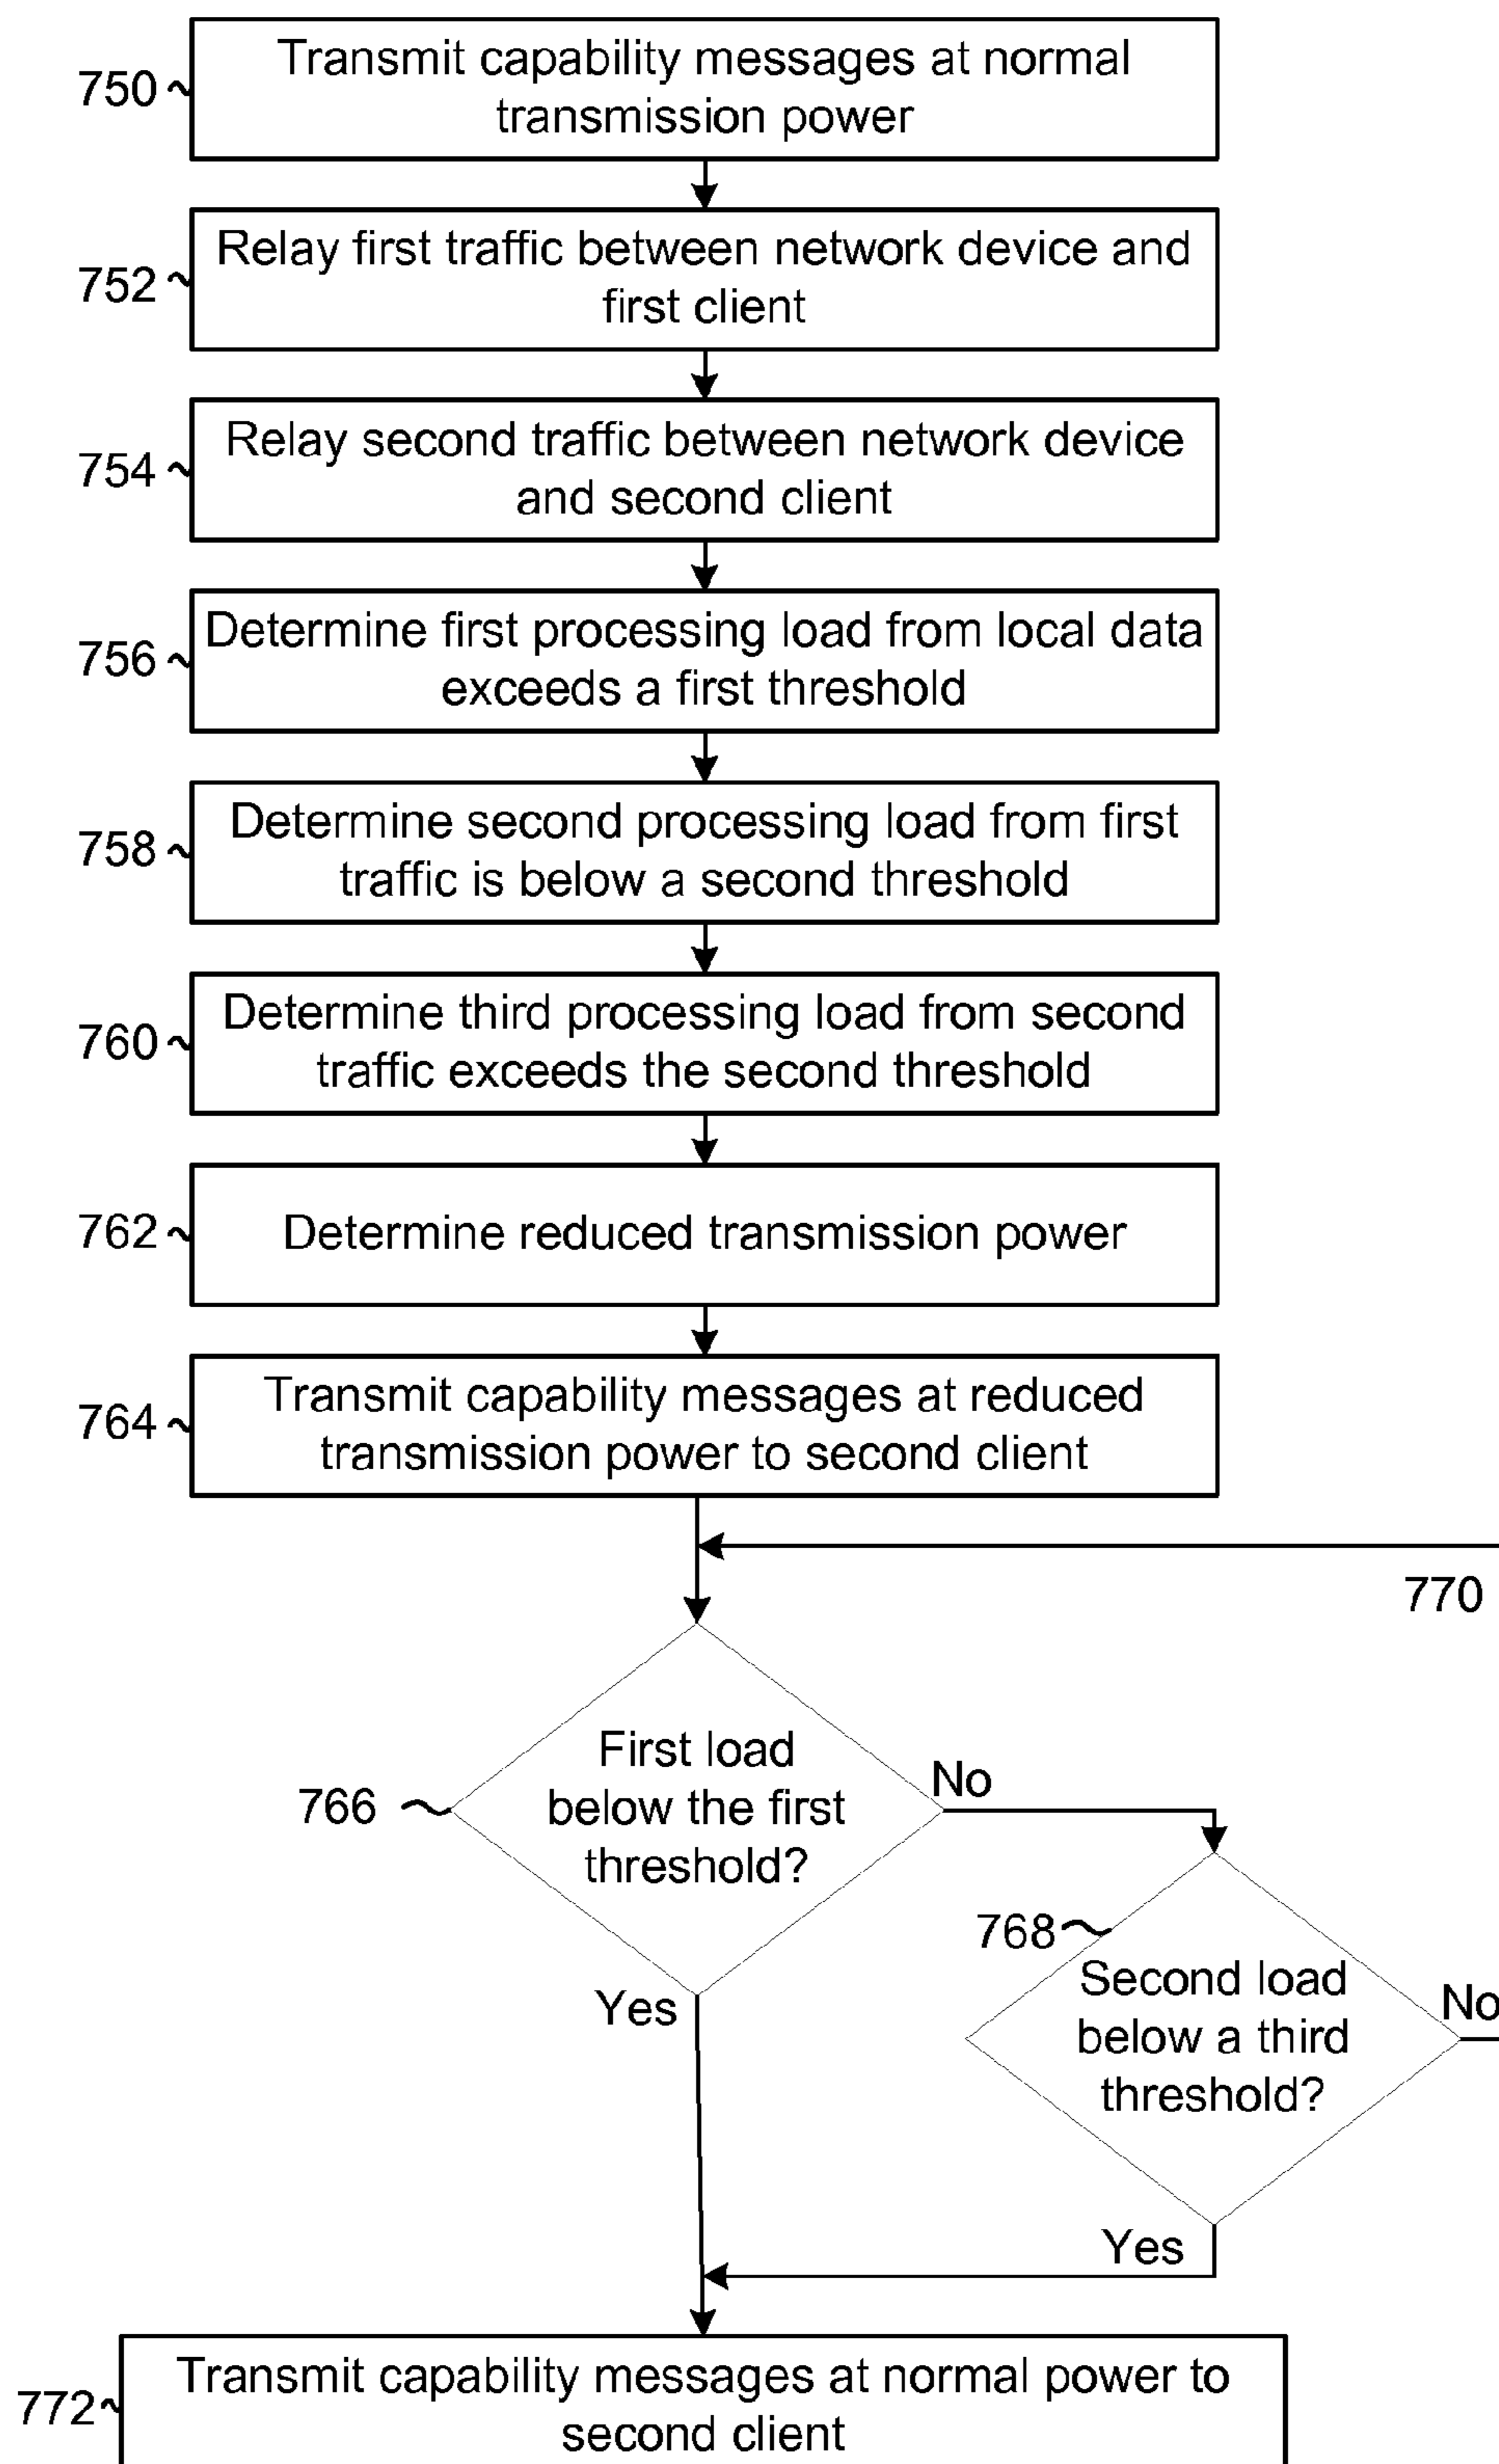 Transmit capability messages at normal
transmission power
750
Relay first traffic between network device and
first client
752
Relay second traffic between network device
and second client
754
Determine first processing load from local data
exceeds a first threshold
756
Determine second processing load from first
traffic is below a second threshold
758
Determine third processing load from second
traffic exceeds the second threshold
760
Determine reduced transmission power
762
Transmit capability messages at reduced
transmission power to second client
764
770
First load
below the first
threshold?
766
No
Yes
768
Second load
below a third
threshold?
No
Yes
Transmit capability messages at normal power to
second client
772